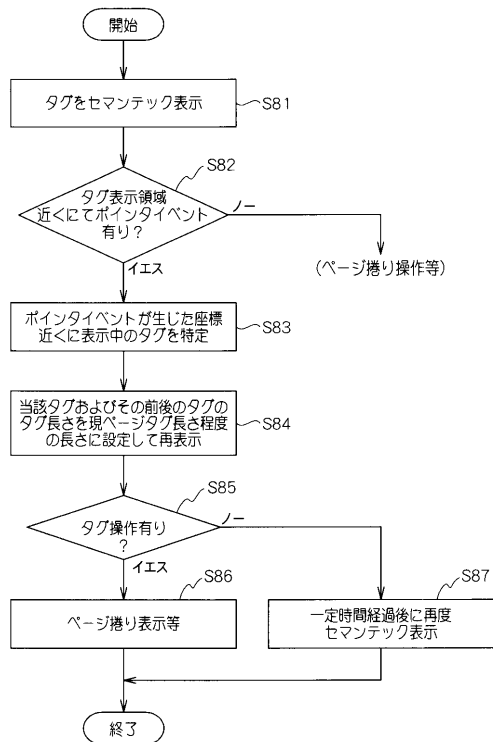 開始
タグをセマンテック表示
S81
S82
タグ表示領域
近くにてポインタイベント
有り?
ノー
イエス
(ページ捲り操作等)
ポインタイベントが生じた座標
近くに表示中のタグを特定
S83
当該タグおよびその前後のタグの
タグ長さを現ページタグ長さ程度
の長さに設定して再表示
S84
S85
タグ操作有り
?
ノー
イエス
S86
S87
ページ捲り表示等
一定時間経過後に再度
セマンテック表示
終了